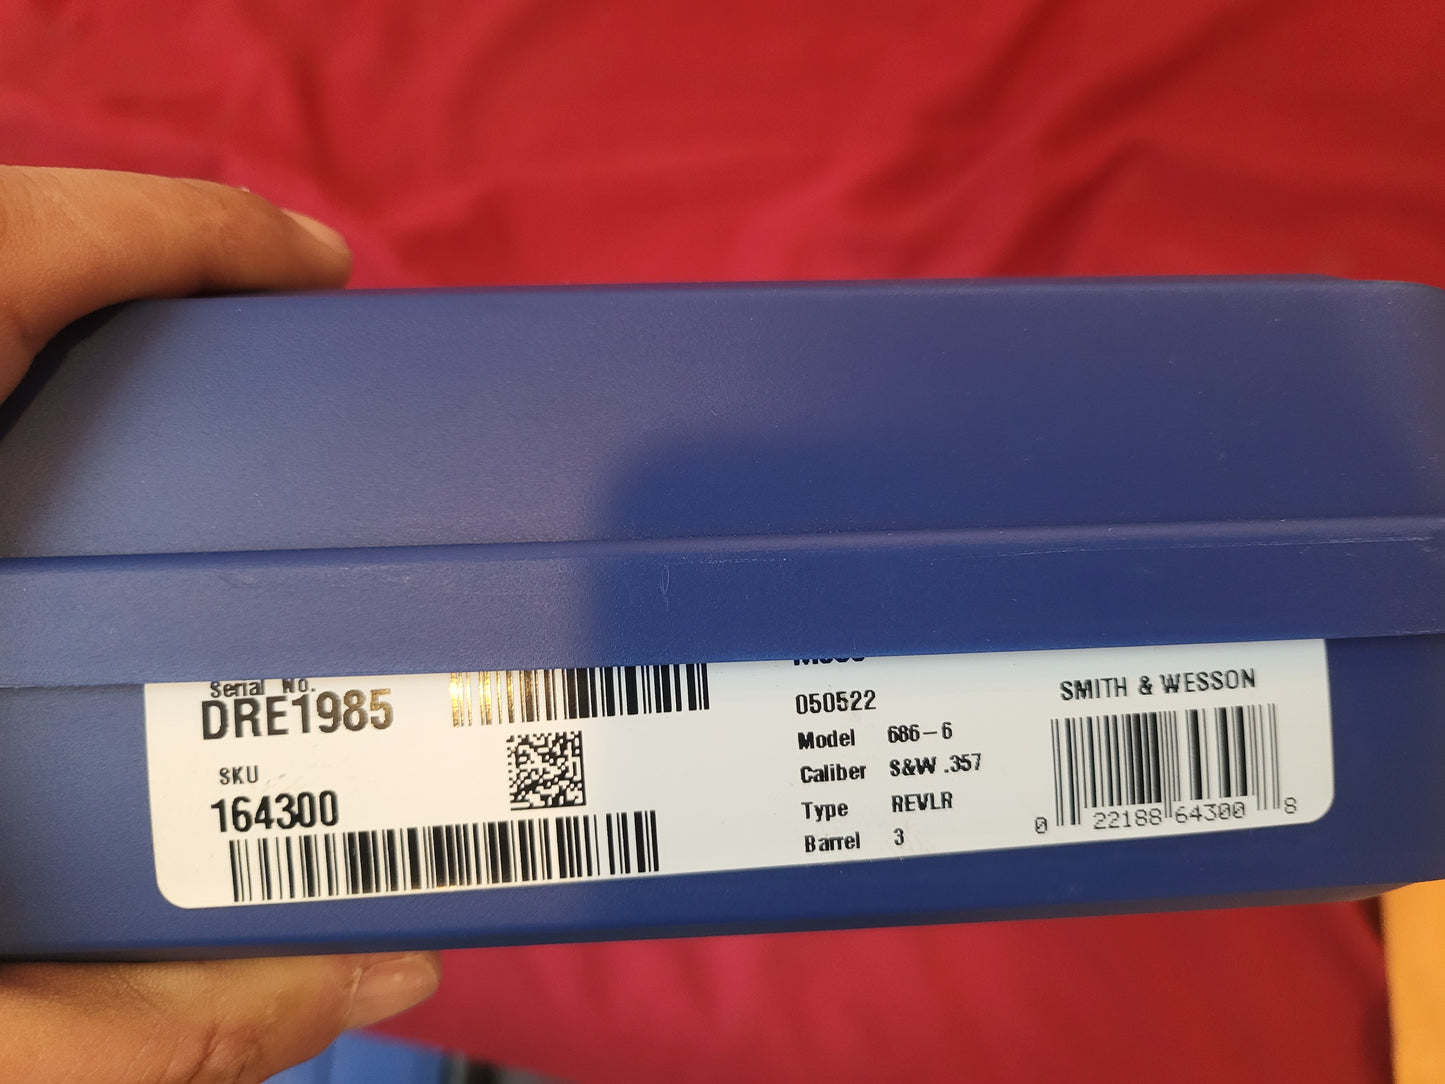 Serial No.
DRE1985
SKU
164300
050522
Model 686-6
Caliber S&W .357
Type REVLR
Barrel 3
SMITH & WESSON
0 22188 64300 8